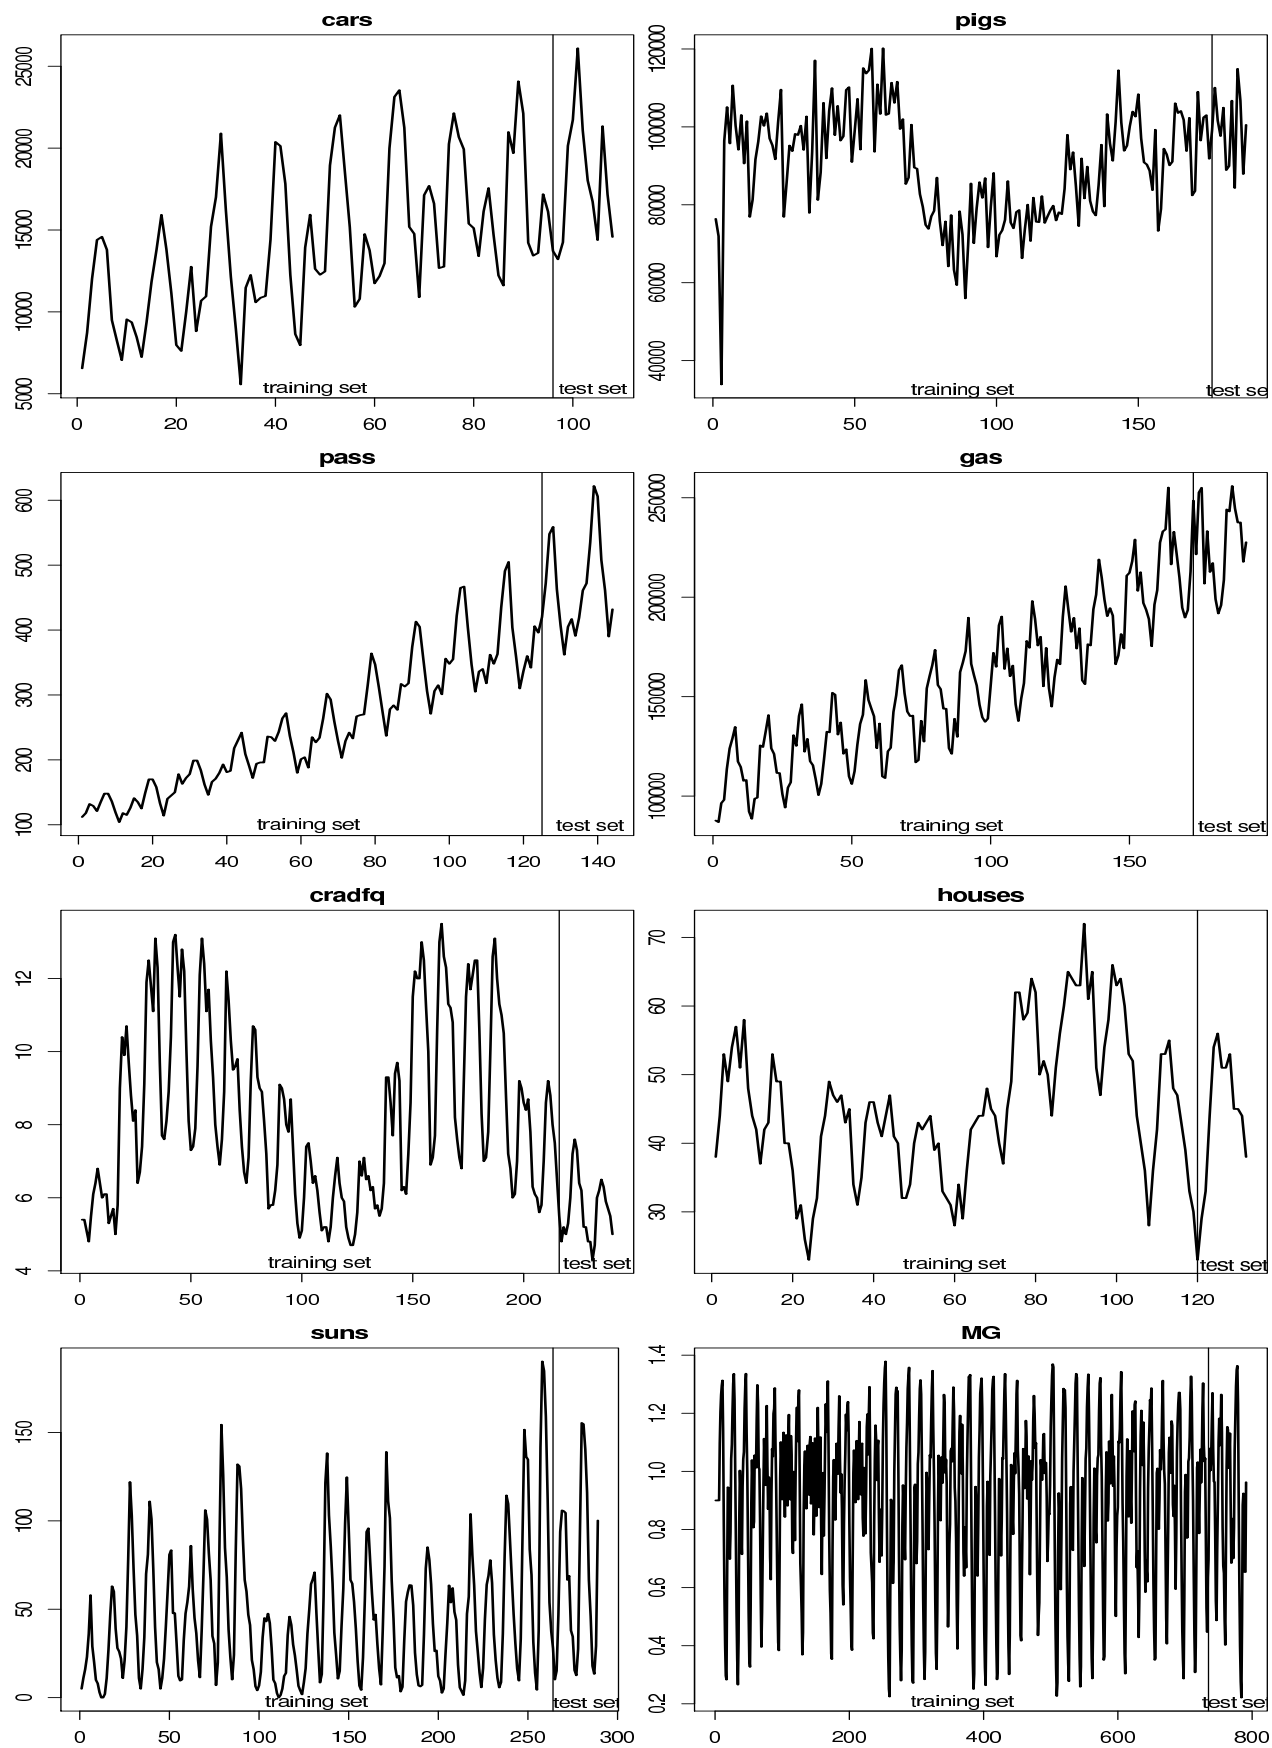 cars
25000
20000
15000
10000
5000
training set
test set
0 20 40 60 80 100
pigs
120000
100000
80000
60000
40000
training set
test se
0 50 100 150
pass
600
500
400
300
200
100
training set
test set
0 20 40 60 80 100 120 140
gas
250000
200000
150000
100000
training set
test set
0 50 100 150
cradfq
12
10
8
6
4
training set
test set
0 50 100 150 200
houses
70
60
50
40
30
training set
test set
0 20 40 60 80 100 120
suns
150
100
50
0
training set
test set
0 50 100 150 200 250 300
MG
1.4
1.2
1.0
0.8
0.6
0.4
0.2
training set
test set
0 200 400 600 800